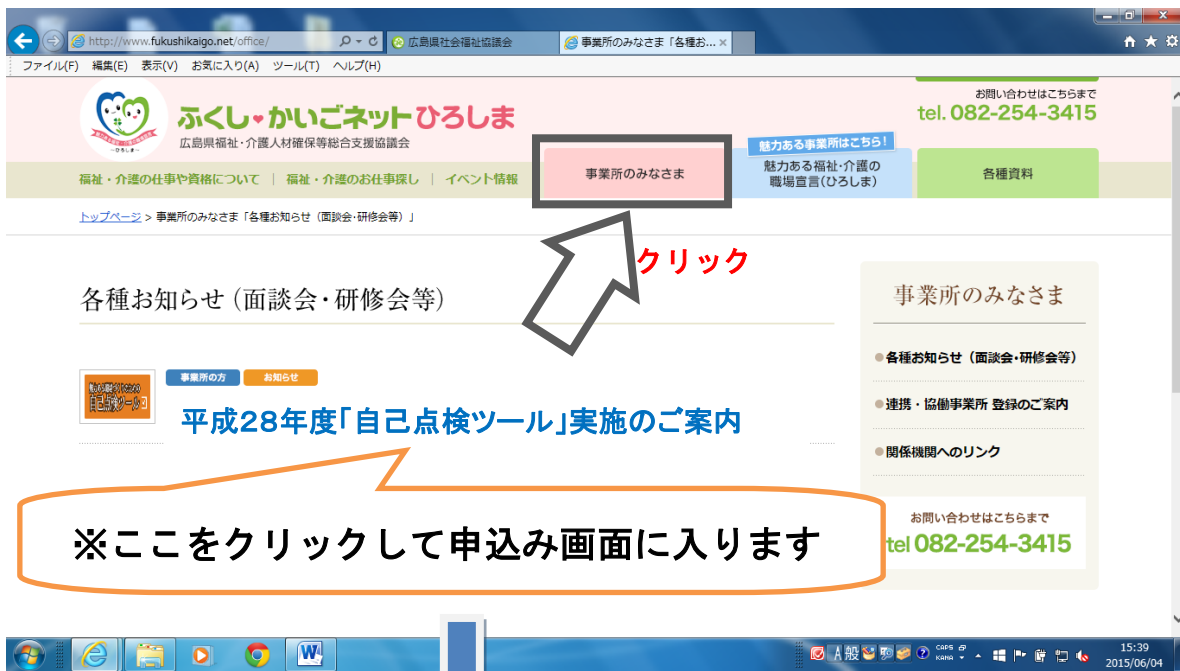 http://www.fukushikaigo.net/office/
広島県社会福祉協議会
事業所のみなさま「各種お... ×
ファイル(F) 編集(E) 表示(V) お気に入り(A) ツール(T) ヘルプ(H)
ふくし・かいごネットひろしま
広島県福祉・介護人材確保等総合支援協議会
~ひろしま~
お問い合わせはこちらまで
tel. 082-254-3415
福祉・介護の仕事や資格について | 福祉・介護のお仕事探し | イベント情報
事業所のみなさま
魅力ある事業所はこちら!
魅力ある福祉・介護の
職場宣言(ひろしま)
各種資料
トップページ > 事業所のみなさま「各種お知らせ（面談会・研修会等）」
クリック
各種お知らせ（面談会・研修会等）
事業所の方 お知らせ
自己点検ツール
平成28年度「自己点検ツール」実施のご案内
※ここをクリックして申込み画面に入ります
事業所のみなさま
各種お知らせ（面談会・研修会等）
連携・協働事業所 登録のご案内
関係機関へのリンク
お問い合わせはこちらまで
tel 082-254-3415
A 般
CAPS
KANA
15:39
2015/06/04